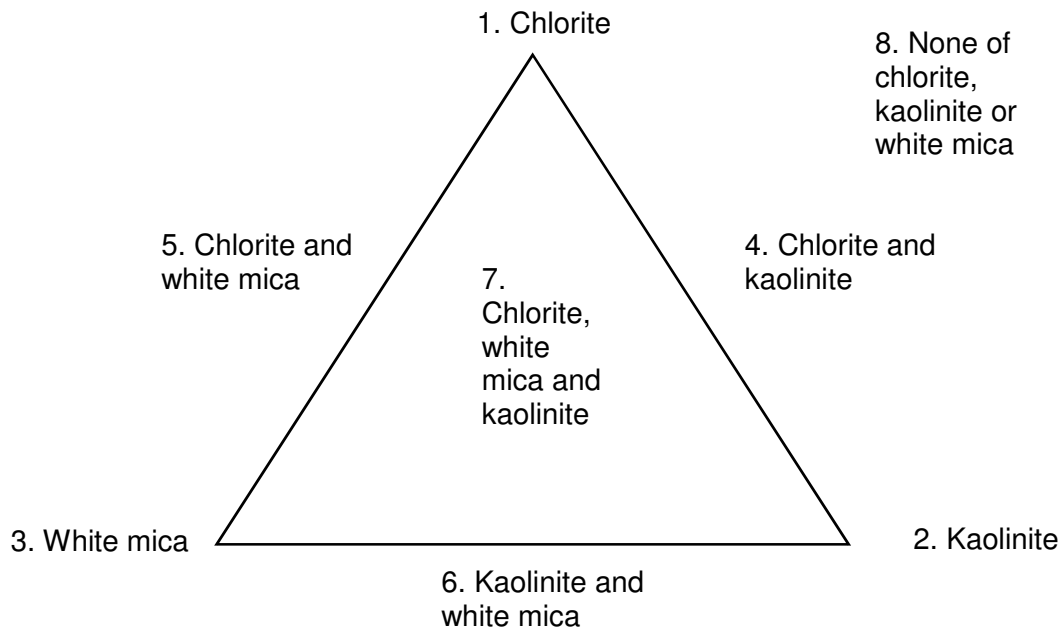 1. Chlorite
8. None of
chlorite,
kaolinite or
white mica
5. Chlorite and
white mica
4. Chlorite and
kaolinite
7.
Chlorite,
white
mica and
kaolinite
3. White mica
2. Kaolinite
6. Kaolinite and
white mica